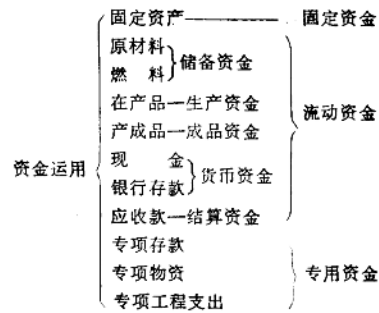 固定资产——固定资金
原材料
储备资金
燃料
在产品—生产资金
流动资金
产成品—成品资金
现金
资金运用
货币资金
银行存款
应收款—结算资金
专项存款
专项物资
专用资金
专项工程支出